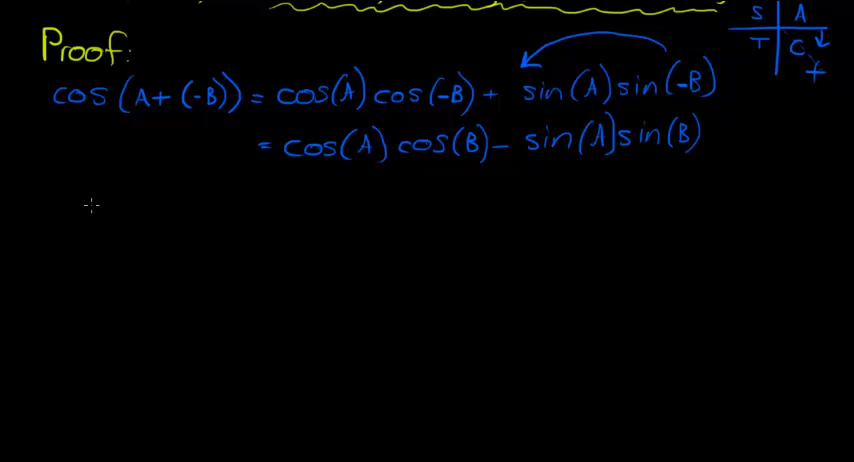 S A
Proof:
T C
cos(A+(-B)) = cos(A) cos(-B) + sin(A) sin(-B)
= cos(A) cos(B) - sin(A) sin(B)